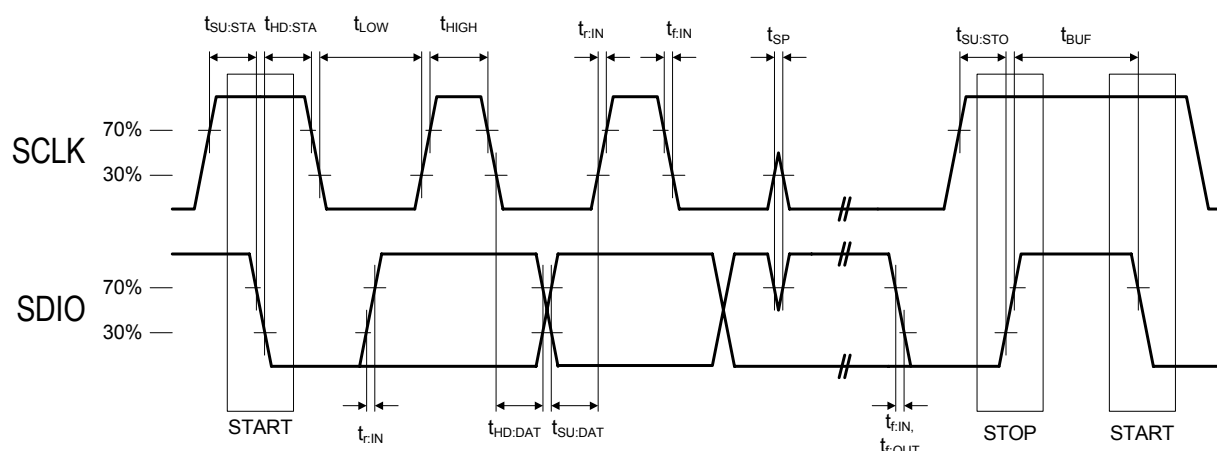 tSU:STA tHD:STA tLOW tHIGH tr:IN tf:IN tSP tSU:STO tBUF
70%
SCLK
30%
70%
SDIO
30%
START tr:IN tHD:DAT tSU:DAT tf:IN, STOP START
tf:OUT